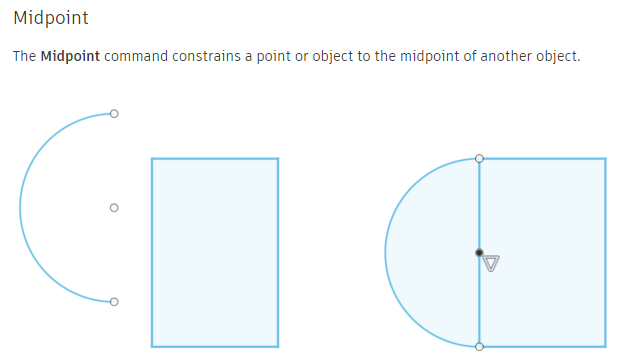 Midpoint
The Midpoint command constrains a point or object to the midpoint of another object.